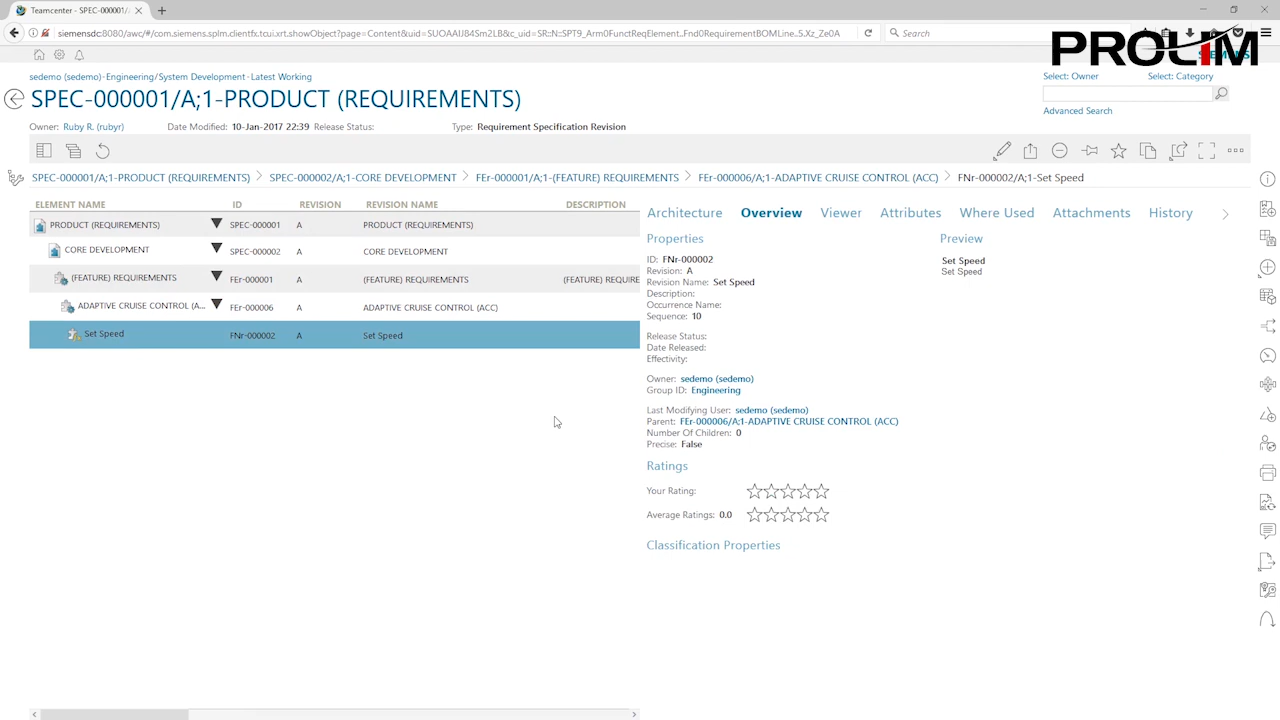 Teamcenter - SPEC-000001/
siemensdc:8080/awc/#/com.siemens.splm.clientfx.tcui.xrt.showObject?page=Content&uid=SUOAAIJB4Sm2LB&c_uid=SR::N::SPT9_Arm0FuctReqElement..Fnd0RequirementBOMLine...5.Xz_Ze0A
Search
PROLIM
sedemo (sedemo)-Engineering/System Development-Latest Working
Select: Owner
Select: Category
SPEC-000001/A;1-PRODUCT (REQUIREMENTS)
Advanced Search
Owner: Ruby R. (rubyr) Date Modified: 10-Jan-2017 22:39 Release Status: Type: Requirement Specification Revision
SPEC-000001/A;1-PRODUCT (REQUIREMENTS) > SPEC-000002/A;1-CORE DEVELOPMENT > FEr-000001/A;1-(FEATURE) REQUIREMENTS > FEr-000006/A;1-ADAPTIVE CRUISE CONTROL (ACC) > FNr-000002/A;1-Set Speed
ELEMENT NAME ID REVISION REVISION NAME DESCRIPTION
PRODUCT (REQUIREMENTS) SPEC-000001 A PRODUCT (REQUIREMENTS)
CORE DEVELOPMENT SPEC-000002 A CORE DEVELOPMENT
(FEATURE) REQUIREMENTS FEr-000001 A (FEATURE) REQUIREMENTS (FEATURE) REQUIRE
ADAPTIVE CRUISE CONTROL (A... FEr-000006 A ADAPTIVE CRUISE CONTROL (ACC)
Set Speed FNr-000002 A Set Speed
Architecture Overview Viewer Attributes Where Used Attachments History
Properties
ID: FNr-000002
Revision: A
Revision Name: Set Speed
Description:
Occurrence Name:
Sequence: 10
Release Status:
Date Released:
Effectivity:
Owner: sedemo (sedemo)
Group ID: Engineering
Last Modifying User: sedemo (sedemo)
Parent: FEr-000006/A;1-ADAPTIVE CRUISE CONTROL (ACC)
Number Of Children: 0
Precise: False
Ratings
Your Rating:
Average Ratings: 0.0
Classification Properties
Preview
Set Speed
Set Speed